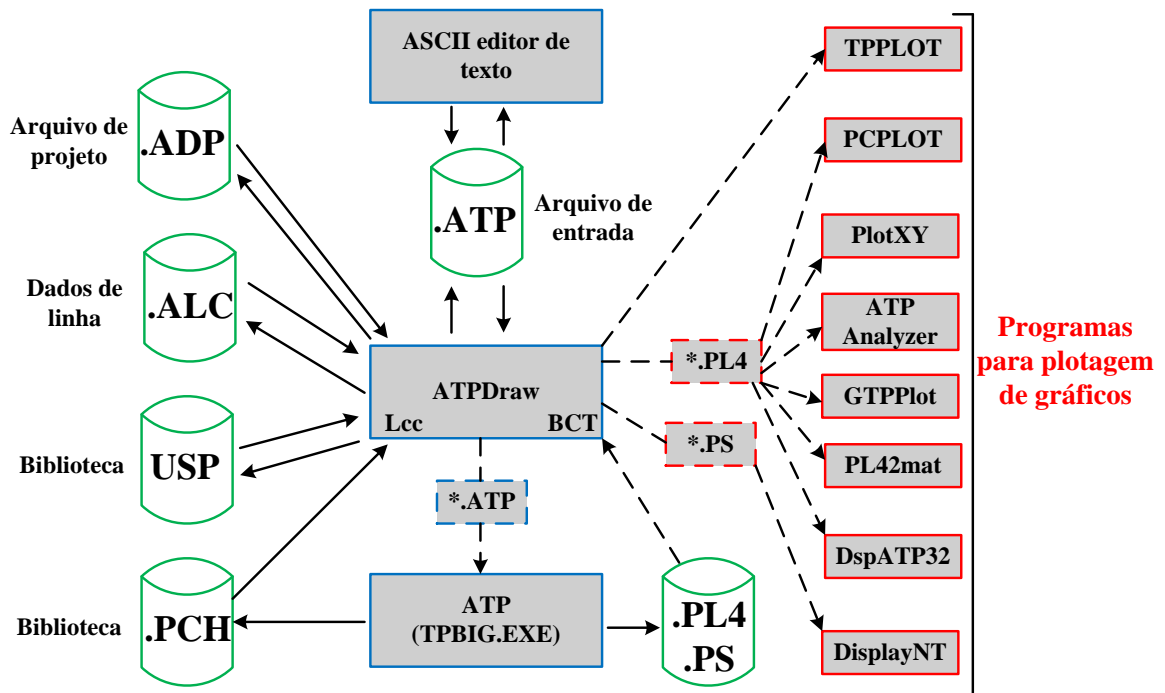 ASCII editor de
texto
TPPLOT
Arquivo de
projeto
.ADP
PCPLOT
.ATP
Arquivo de
entrada
PlotXY
Dados de
linha
.ALC
ATP
Analyzer
Programas
para plotagem
de gráficos
*.PL4
ATPDraw
Lcc
BCT
GTPPlot
*.PS
Biblioteca
USP
PL42mat
*.ATP
DspATP32
Biblioteca
.PCH
ATP
(TPBIG.EXE)
.PL4
.PS
DisplayNT